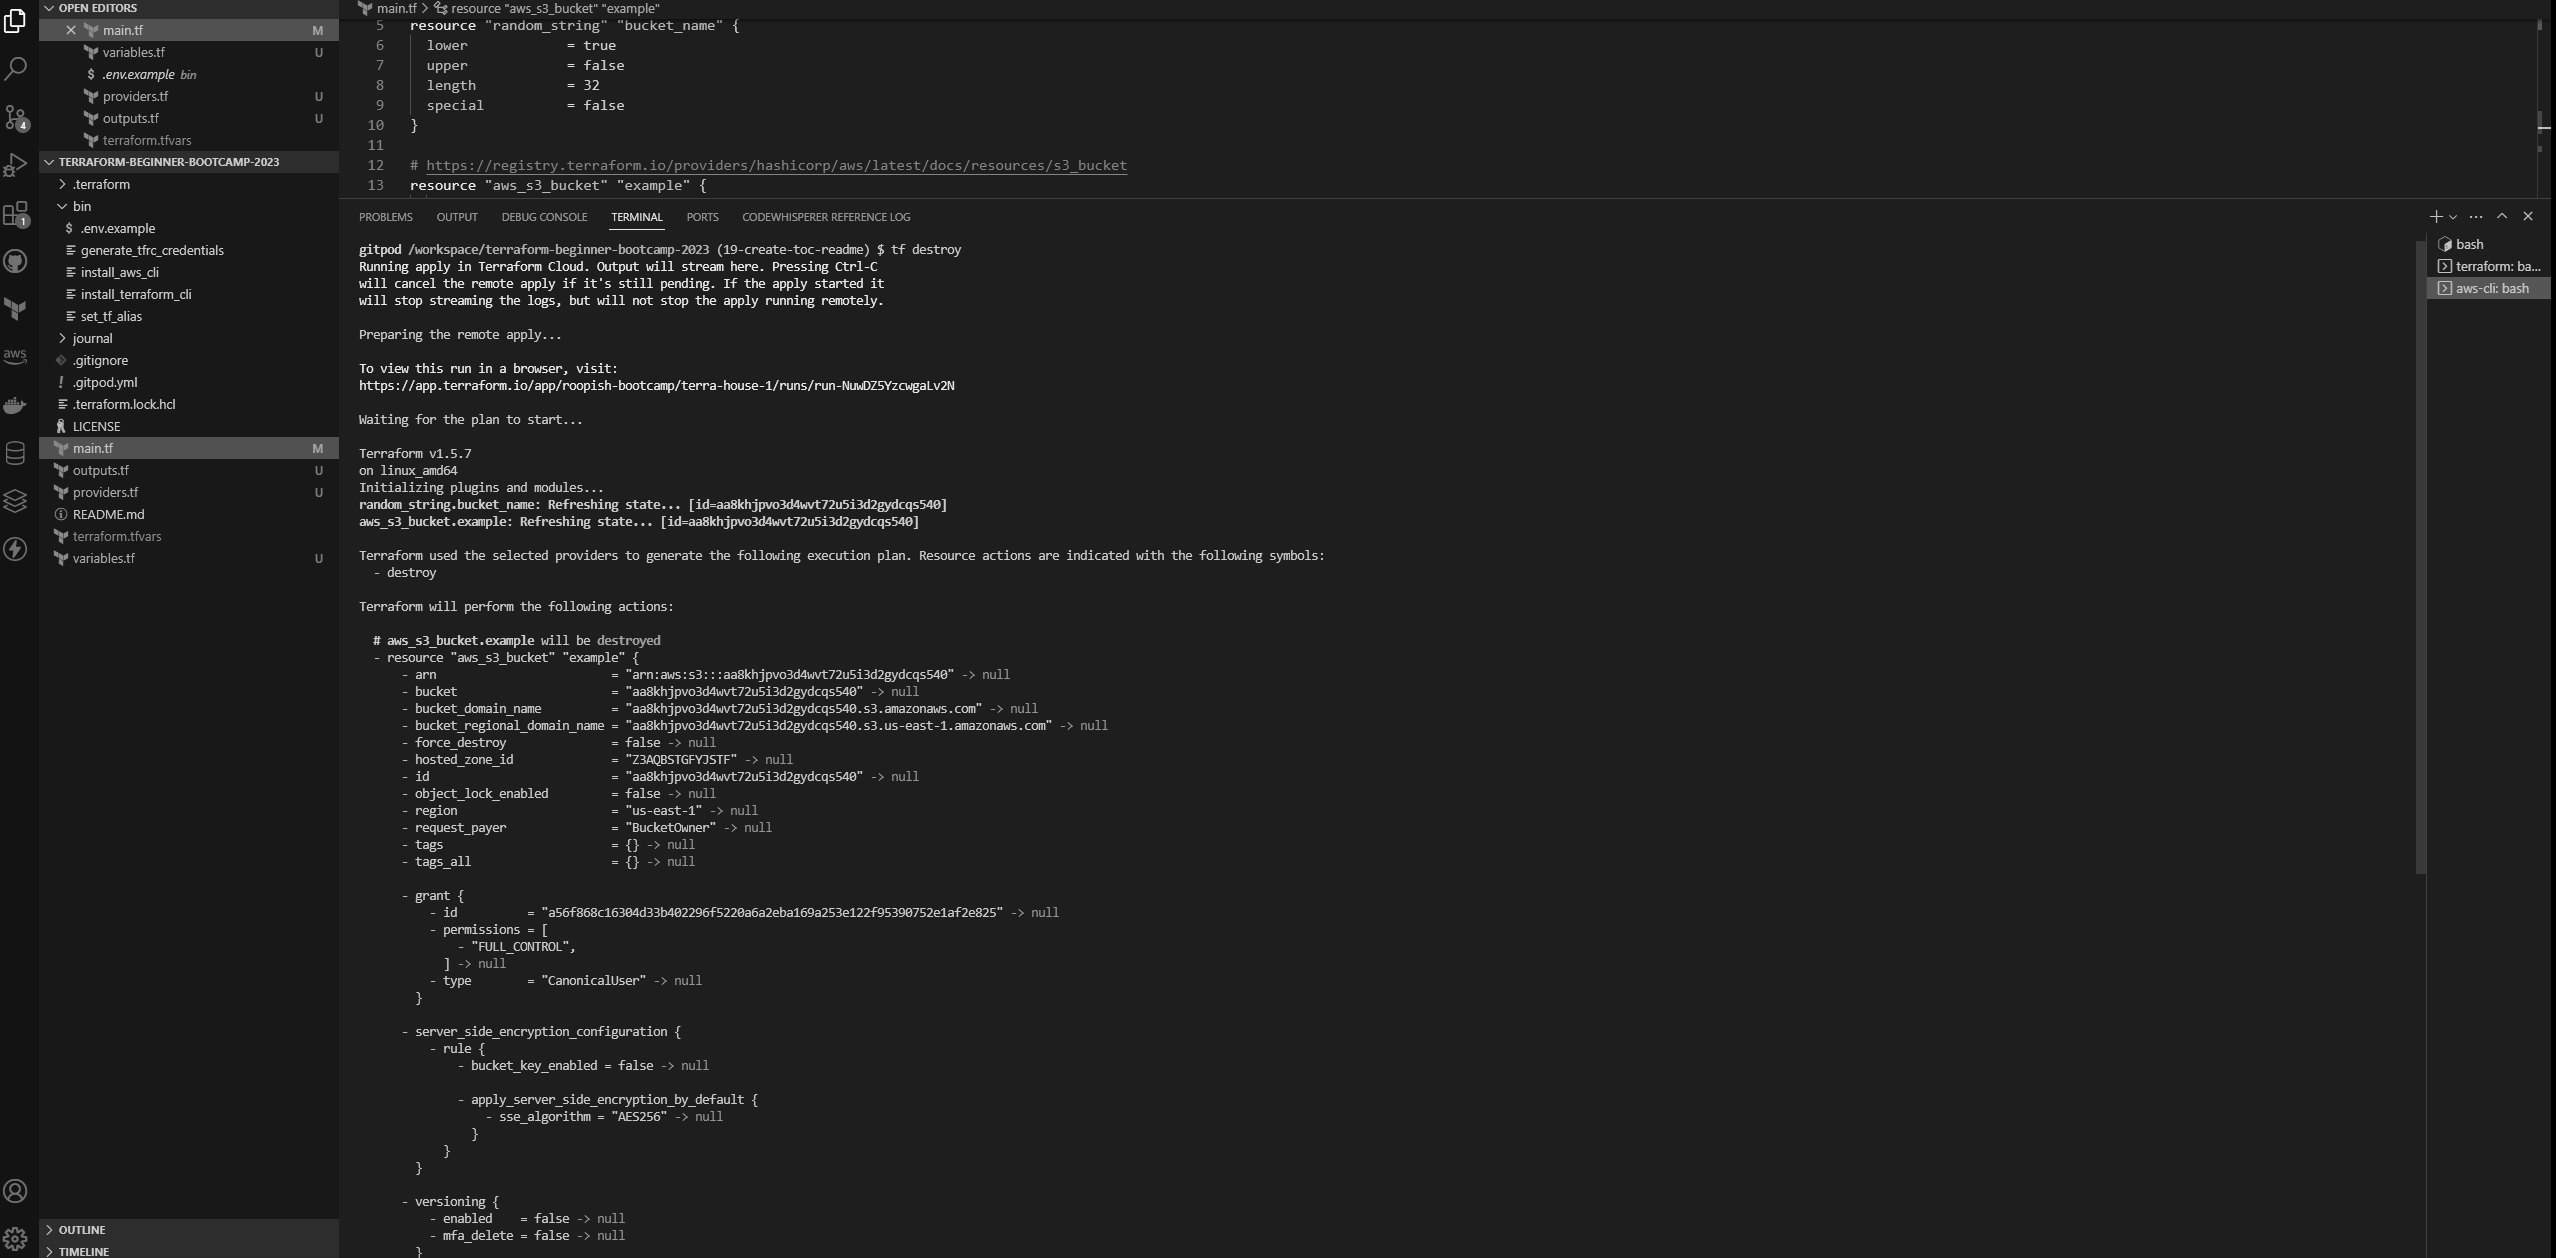 OPEN EDITORS
main.tf M
variables.tf U
$ .env.example bin
providers.tf U
outputs.tf U
terraform.tfvars
TERRAFORM-BEGINNER-BOOTCAMP-2023
.terraform
bin
$ .env.example
generate_tfrc_credentials
install_aws_cli
install_terraform_cli
set_tf_alias
journal
.gitignore
! .gitpod.yml
.terraform.lock.hcl
LICENSE
main.tf M
outputs.tf U
providers.tf U
README.md
terraform.tfvars
variables.tf U
OUTLINE
TIMELINE
4
1
aws
main.tf > resource "aws_s3_bucket" "example"
5 resource "random_string" "bucket_name" {
6 lower = true
7 upper = false
8 length = 32
9 special = false
10 }
11
12 # https://registry.terraform.io/providers/hashicorp/aws/latest/docs/resources/s3_bucket
13 resource "aws_s3_bucket" "example" {
PROBLEMS OUTPUT DEBUG CONSOLE TERMINAL PORTS CODEWHISPERER REFERENCE LOG
bash
terraform: ba...
aws-cli: bash
gitpod /workspace/terraform-beginner-bootcamp-2023 (19-create-toc-readme) $ tf destroy
Running apply in Terraform Cloud. Output will stream here. Pressing Ctrl-C
will cancel the remote apply if it's still pending. If the apply started it
will stop streaming the logs, but will not stop the apply running remotely.
Preparing the remote apply...
To view this run in a browser, visit:
https://app.terraform.io/app/roopish-bootcamp/terra-house-1/runs/run-NuwDZ5YzcwgaLv2N
Waiting for the plan to start...
Terraform v1.5.7
on linux_amd64
Initializing plugins and modules...
random_string.bucket_name: Refreshing state... [id=aa8khjpvo3d4wvt72u5i3d2gydcqs540]
aws_s3_bucket.example: Refreshing state... [id=aa8khjpvo3d4wvt72u5i3d2gydcqs540]
Terraform used the selected providers to generate the following execution plan. Resource actions are indicated with the following symbols:
- destroy
Terraform will perform the following actions:
# aws_s3_bucket.example will be destroyed
- resource "aws_s3_bucket" "example" {
- arn = "arn:aws:s3:::aa8khjpvo3d4wvt72u5i3d2gydcqs540" -> null
- bucket = "aa8khjpvo3d4wvt72u5i3d2gydcqs540" -> null
- bucket_domain_name = "aa8khjpvo3d4wvt72u5i3d2gydcqs540.s3.amazonaws.com" -> null
- bucket_regional_domain_name = "aa8khjpvo3d4wvt72u5i3d2gydcqs540.s3.us-east-1.amazonaws.com" -> null
- force_destroy = false -> null
- hosted_zone_id = "Z3AQBSTGFYJSTF" -> null
- id = "aa8khjpvo3d4wvt72u5i3d2gydcqs540" -> null
- object_lock_enabled = false -> null
- region = "us-east-1" -> null
- request_payer = "BucketOwner" -> null
- tags = {} -> null
- tags_all = {} -> null
- grant {
- id = "a56f868c16304d33b402296f5220a6a2eba169a253e122f95390752e1af2e825" -> null
- permissions = [
- "FULL_CONTROL",
] -> null
- type = "CanonicalUser" -> null
}
- server_side_encryption_configuration {
- rule {
- bucket_key_enabled = false -> null
- apply_server_side_encryption_by_default {
- sse_algorithm = "AES256" -> null
}
}
}
- versioning {
- enabled = false -> null
- mfa_delete = false -> null
}